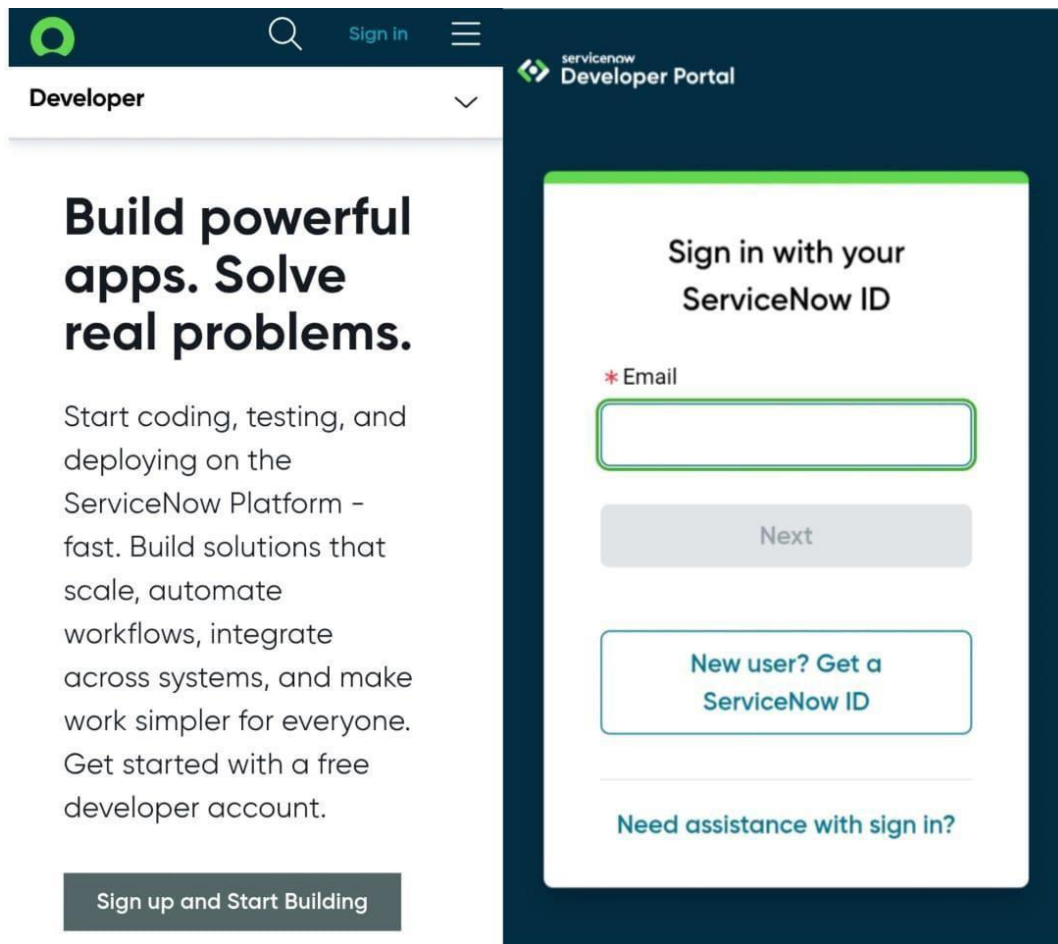 Sign in
Developer
Build powerful
apps. Solve
real problems.
Start coding, testing, and
deploying on the
ServiceNow Platform -
fast. Build solutions that
scale, automate
workflows, integrate
across systems, and make
work simpler for everyone.
Get started with a free
developer account.
Sign up and Start Building
servicenow
Developer Portal
Sign in with your
ServiceNow ID
* Email
Next
New user? Get a
ServiceNow ID
Need assistance with sign in?